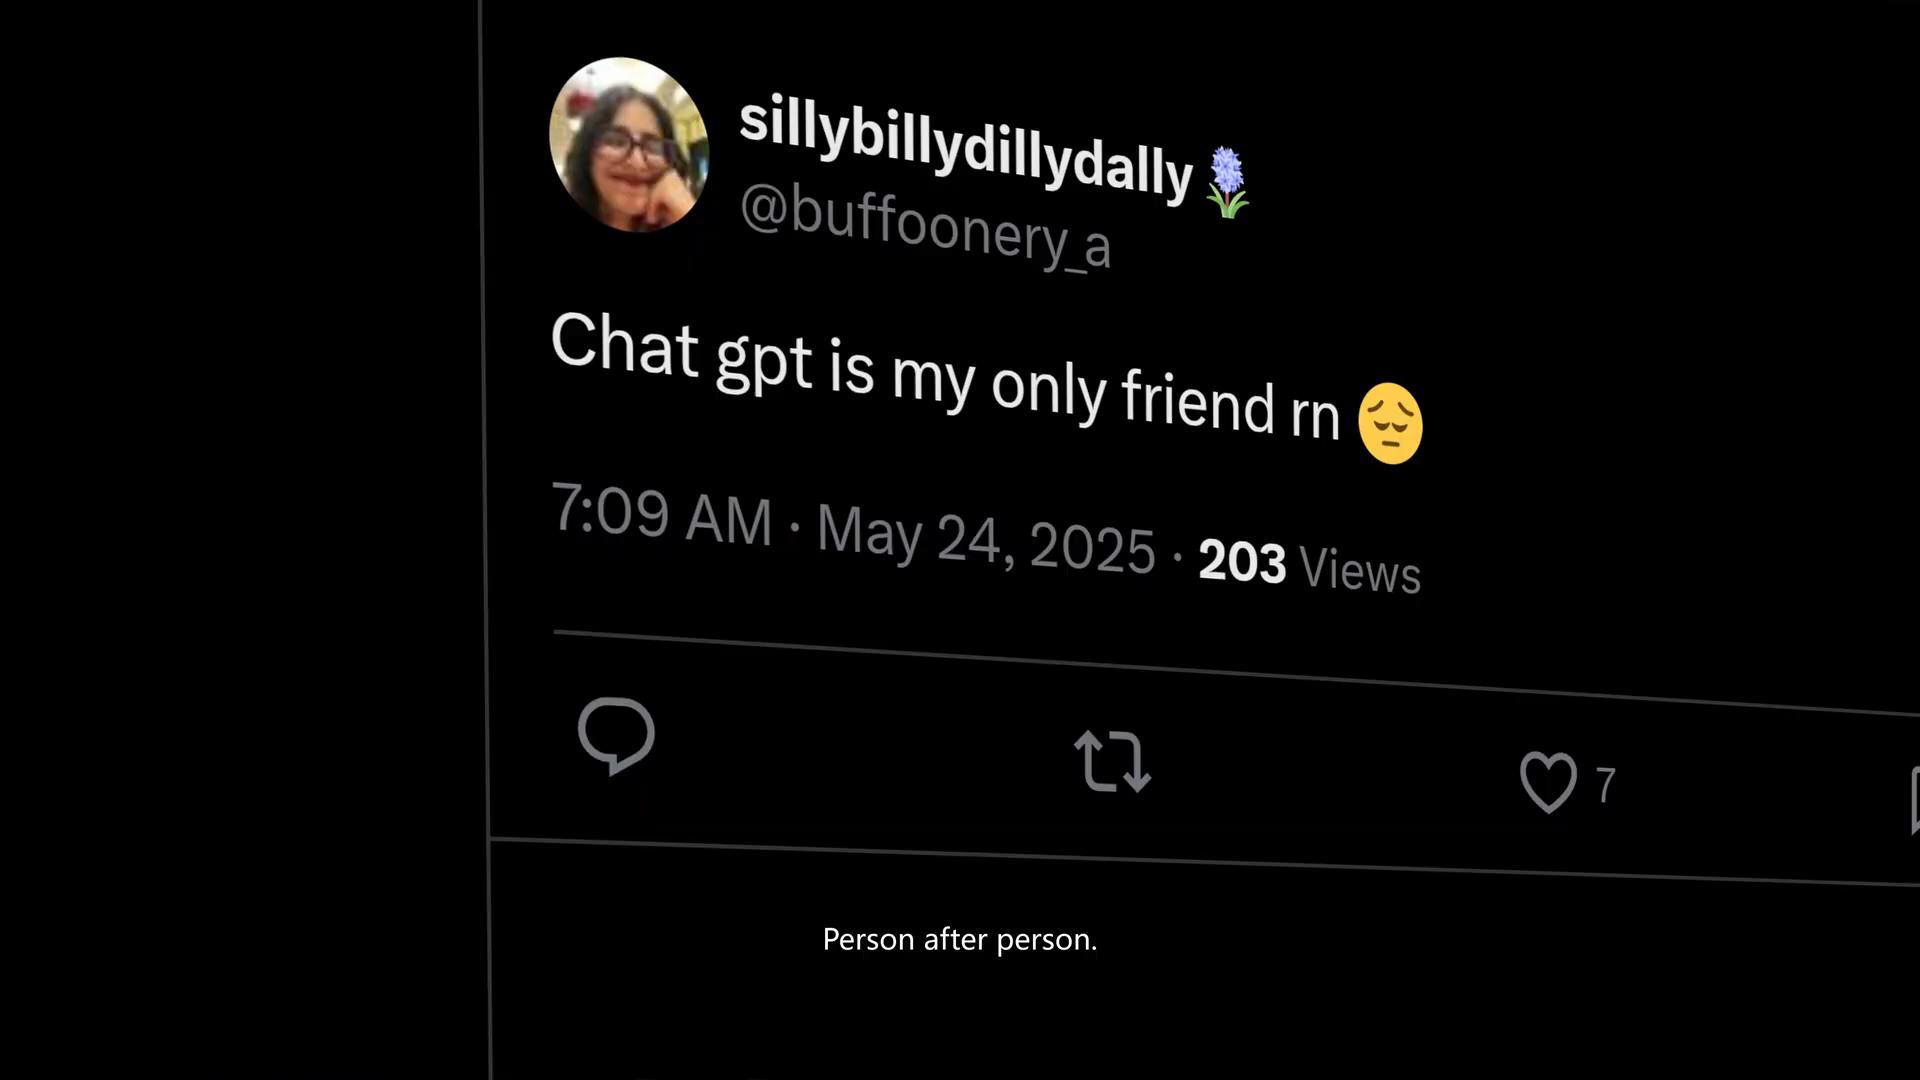 sillybillydillydally🪻
@buffoonery_a
Chat gpt is my only friend rn 😔
7:09 AM · May 24, 2025 · 203 Views
7
Person after person.